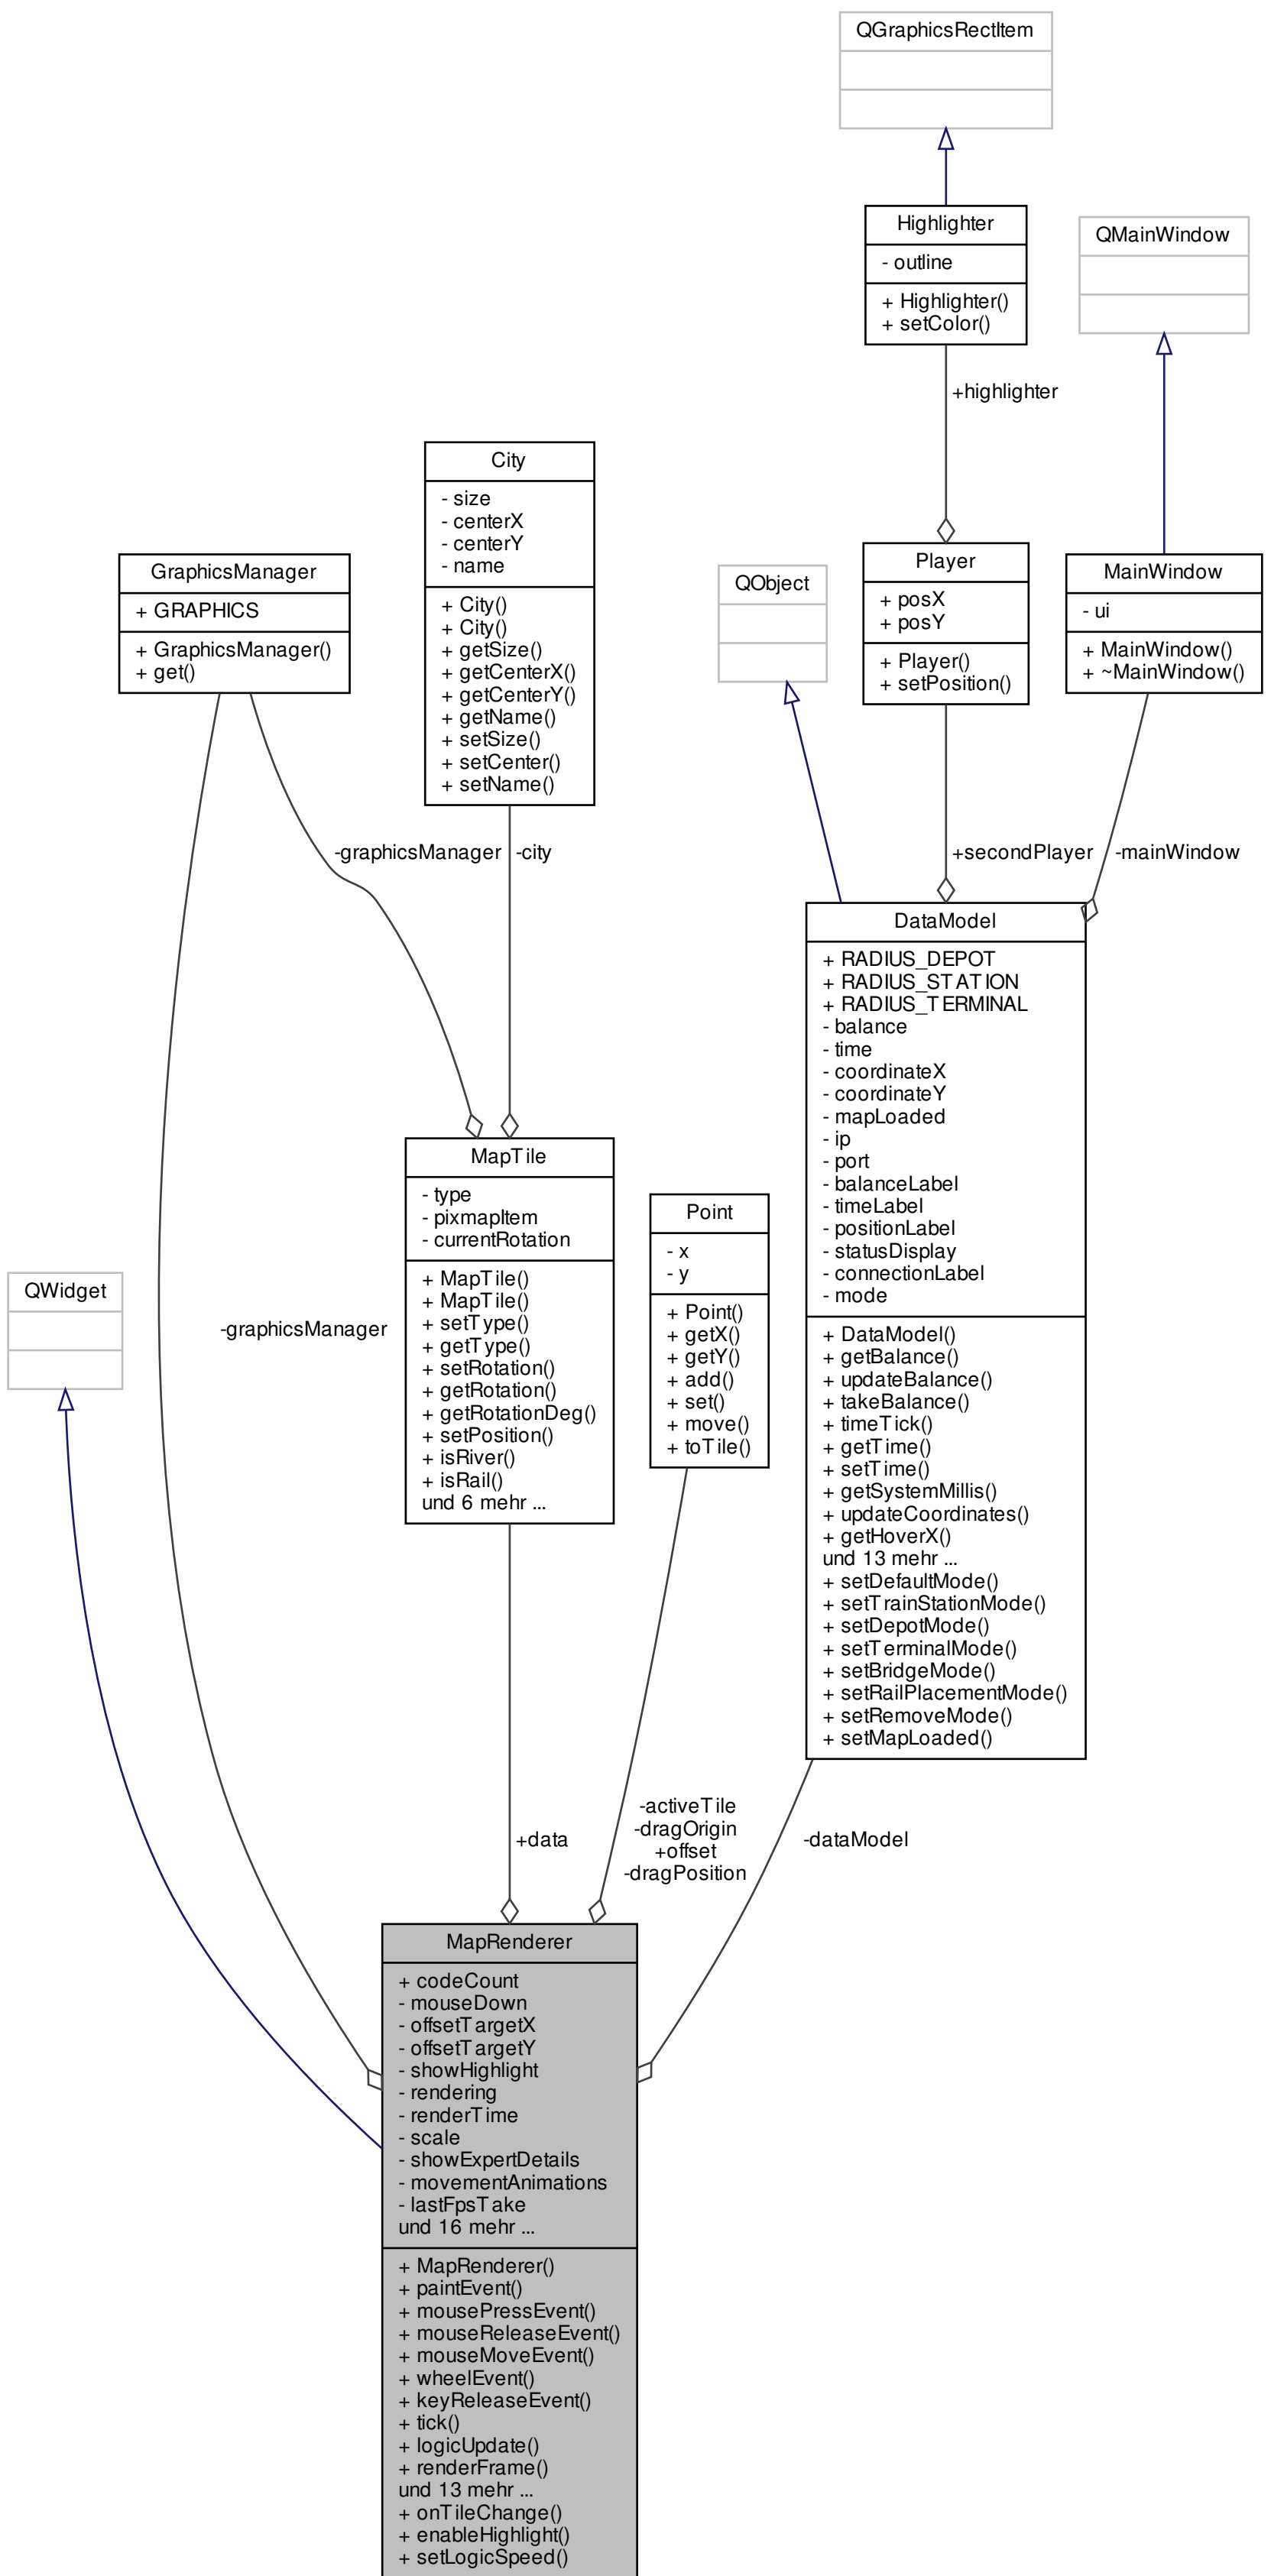 QGraphicsRectItem
Highlighter
- outline
+ Highlighter()
+ setColor()
QMainWindow
+highlighter
City
- size
- centerX
- centerY
- name
+ City()
+ City()
+ getSize()
+ getCenterX()
+ getCenterY()
+ getName()
+ setSize()
+ setCenter()
+ setName()
GraphicsManager
+ GRAPHICS
+ GraphicsManager()
+ get()
QObject
Player
+ posX
+ posY
+ Player()
+ setPosition()
MainWindow
- ui
+ MainWindow()
+ ~MainWindow()
-graphicsManager
-city
+secondPlayer
-mainWindow
DataModel
+ RADIUS_DEPOT
+ RADIUS_STATION
+ RADIUS_TERMINAL
- balance
- time
- coordinateX
- coordinateY
- mapLoaded
- ip
- port
- balanceLabel
- timeLabel
- positionLabel
- statusDisplay
- connectionLabel
- mode
+ DataModel()
+ getBalance()
+ updateBalance()
+ takeBalance()
+ timeTick()
+ getTime()
+ setTime()
+ getSystemMillis()
+ updateCoordinates()
+ getHoverX()
und 13 mehr ...
+ setDefaultMode()
+ setTrainStationMode()
+ setDepotMode()
+ setTerminalMode()
+ setBridgeMode()
+ setRailPlacementMode()
+ setRemoveMode()
+ setMapLoaded()
MapTile
- type
- pixmapItem
- currentRotation
+ MapTile()
+ MapTile()
+ setType()
+ getType()
+ setRotation()
+ getRotation()
+ getRotationDeg()
+ setPosition()
+ isRiver()
+ isRail()
und 6 mehr ...
Point
- x
- y
+ Point()
+ getX()
+ getY()
+ add()
+ set()
+ move()
+ toTile()
QWidget
-graphicsManager
+data
-activeTile
-dragOrigin
+offset
-dragPosition
-dataModel
MapRenderer
+ codeCount
- mouseDown
- offsetTargetX
- offsetTargetY
- showHighlight
- rendering
- renderTime
- scale
- showExpertDetails
- movementAnimations
- lastFpsTake
und 16 mehr ...
+ MapRenderer()
+ paintEvent()
+ mousePressEvent()
+ mouseReleaseEvent()
+ mouseMoveEvent()
+ wheelEvent()
+ keyReleaseEvent()
+ tick()
+ logicUpdate()
+ renderFrame()
und 13 mehr ...
+ onTileChange()
+ enableHighlight()
+ setLogicSpeed()